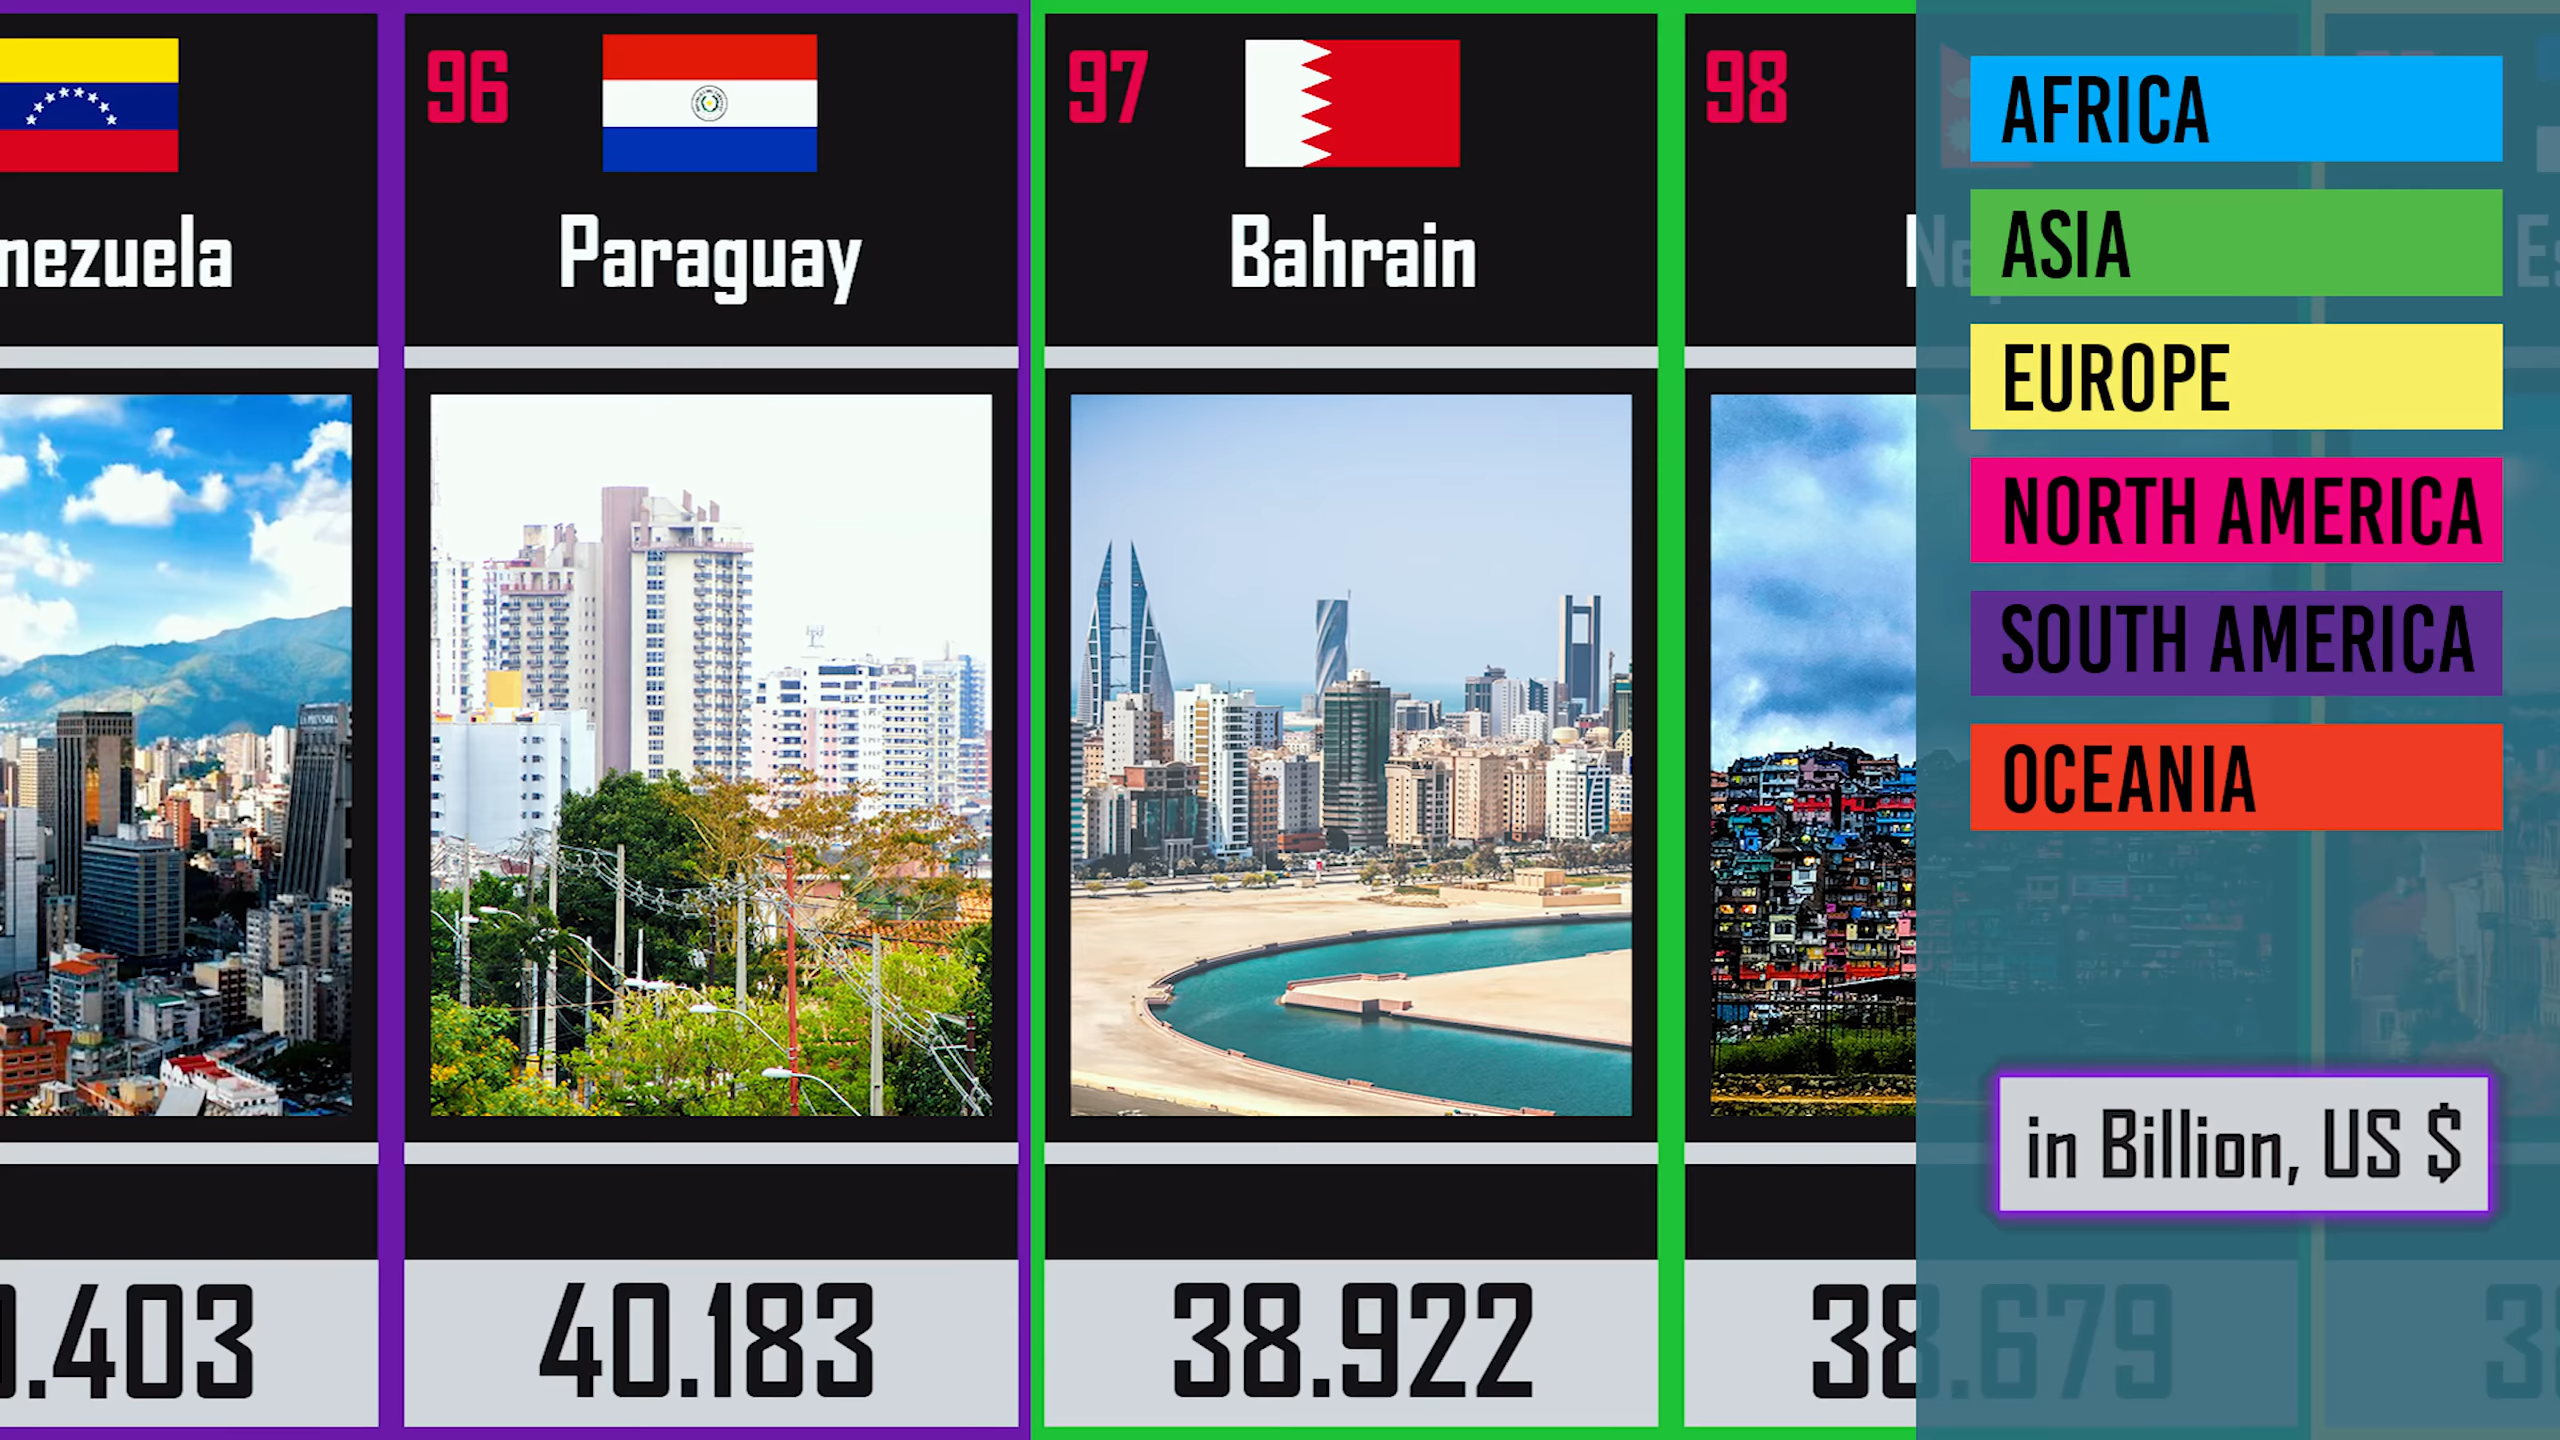 96
97
98
nezuela
Paraguay
Bahrain
AFRICA
ASIA
EUROPE
NORTH AMERICA
SOUTH AMERICA
OCEANIA
in Billion, US $
.403
40.183
38.922
38.679